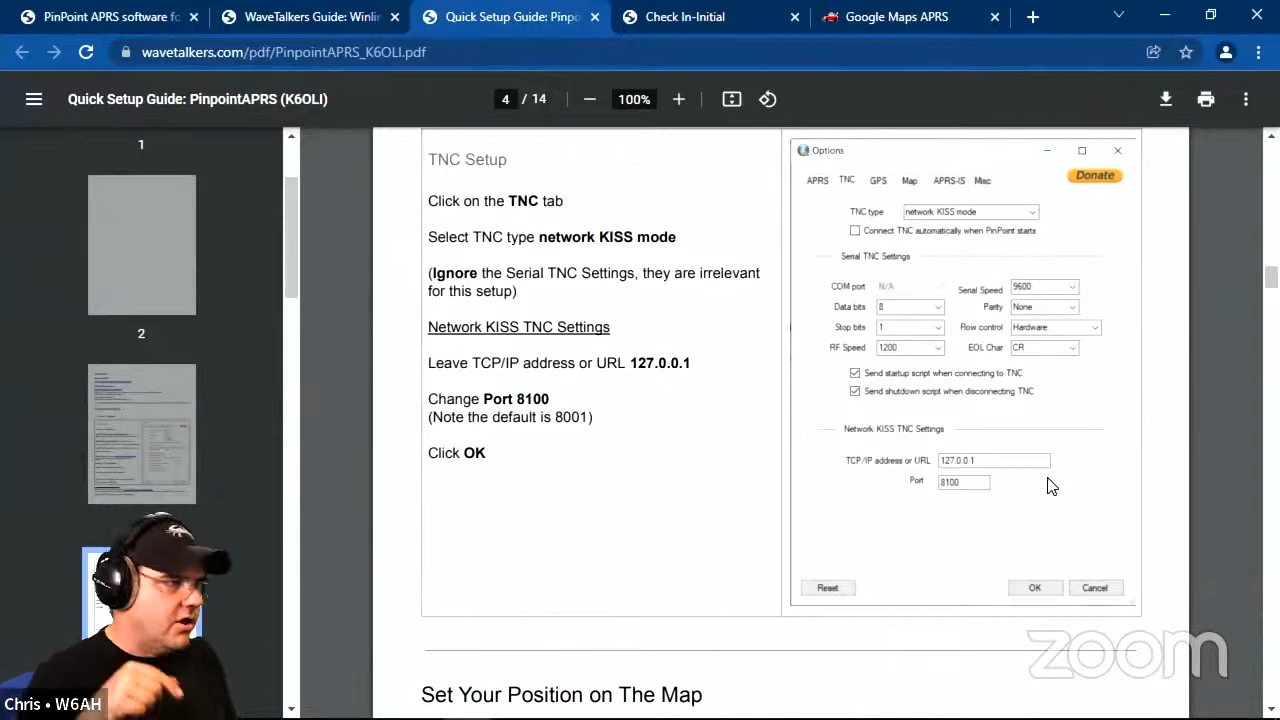 PinPoint APRS software fo
WaveTalkers Guide: Winlin
Quick Setup Guide: Pinpo
Check In-Initial
Google Maps APRS
wavetalkers.com/pdf/PinpointAPRS_K6OLI.pdf
Quick Setup Guide: PinpointAPRS (K6OLI)
4 / 14
100%
1
2
TNC Setup
Click on the TNC tab
Select TNC type network KISS mode
(Ignore the Serial TNC Settings, they are irrelevant
for this setup)
Network KISS TNC Settings
Leave TCP/IP address or URL 127.0.0.1
Change Port 8100
(Note the default is 8001)
Click OK
Options
Donate
APRS TNC GPS Map APRS-IS Misc
TNC type network KISS mode
Connect TNC automatically when PinPoint starts
Serial TNC Settings
COM port N/A Serial Speed 9600
Data bits 8 Parity None
Stop bits 1 Flow control Hardware
RF Speed 1200 EOL Char CR
Send startup script when connecting to TNC
Send shutdown script when disconnecting TNC
Network KISS TNC Settings
TCP/IP address or URL 127.0.0.1
Port 8100
Reset OK Cancel
Set Your Position on The Map
zoom
Chris • W6AH